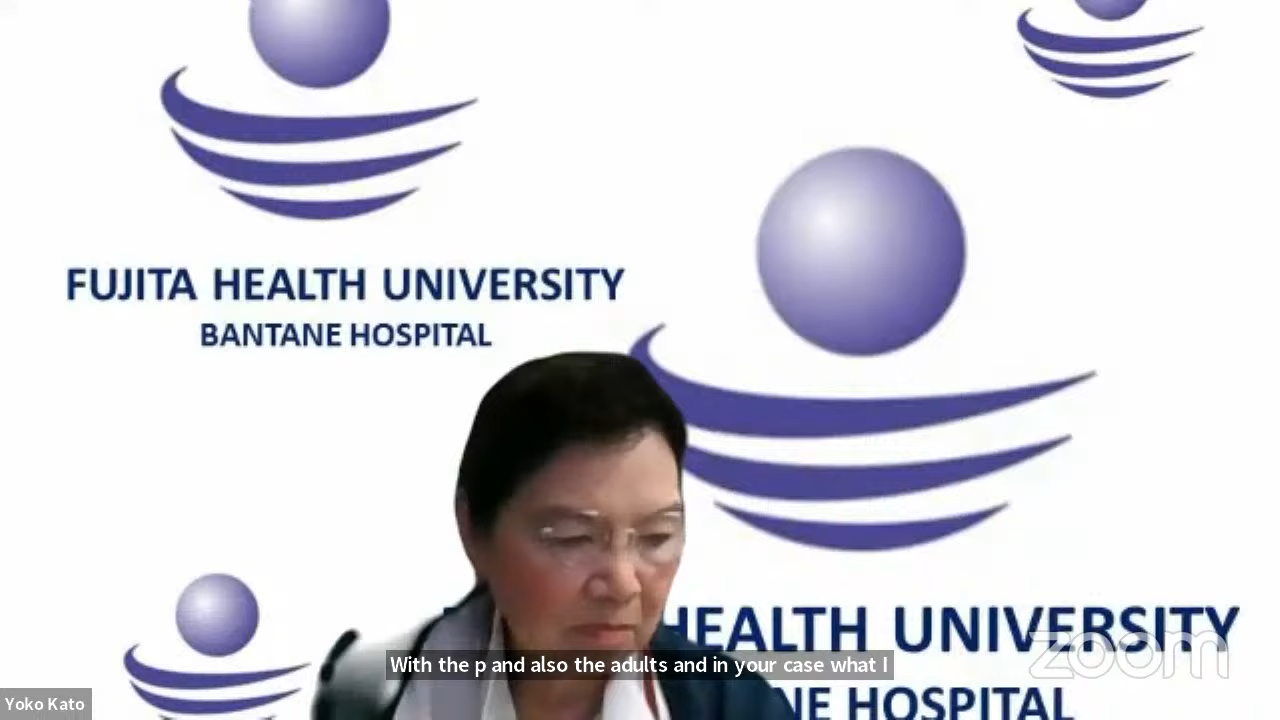 FUJITA HEALTH UNIVERSITY
BANTANE HOSPITAL
HEALTH UNIVERSITY
zoom
With the p and also the adults and in your case what I
NE HOSPITAL
Yoko Kato